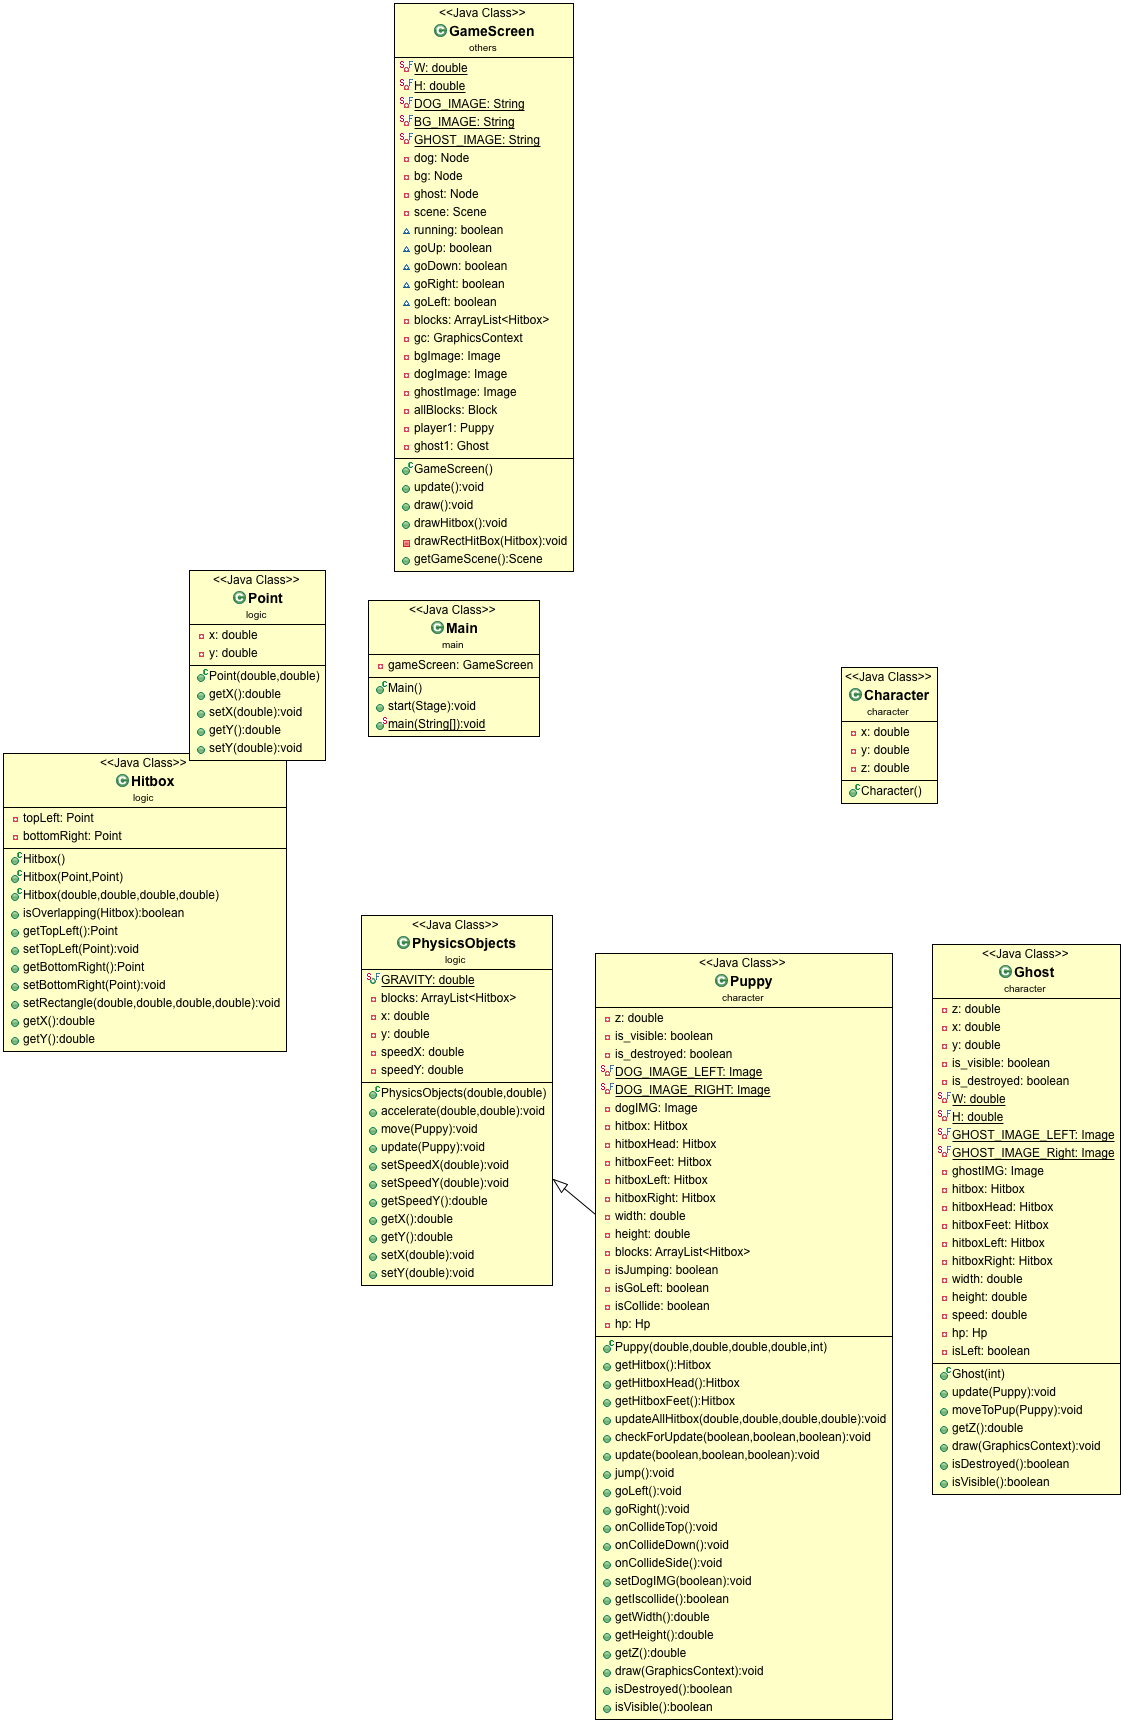 <<Java Class>>
GameScreen
others
W: double
H: double
DOG_IMAGE: String
BG_IMAGE: String
GHOST_IMAGE: String
dog: Node
bg: Node
ghost: Node
scene: Scene
running: boolean
goUp: boolean
goDown: boolean
goRight: boolean
goLeft: boolean
blocks: ArrayList<Hitbox>
gc: GraphicsContext
bgImage: Image
dogImage: Image
ghostImage: Image
allBlocks: Block
player1: Puppy
ghost1: Ghost
GameScreen()
update():void
draw():void
drawHitbox():void
drawRectHitBox(Hitbox):void
getGameScene():Scene
<<Java Class>>
Point
logic
x: double
y: double
Point(double,double)
getX():double
setX(double):void
getY():double
setY(double):void
<<Java Class>>
Main
main
gameScreen: GameScreen
Main()
start(Stage):void
main(String[]):void
<<Java Class>>
Character
character
x: double
y: double
z: double
Character()
<<Java Class>>
Hitbox
logic
topLeft: Point
bottomRight: Point
Hitbox()
Hitbox(Point,Point)
Hitbox(double,double,double,double)
isOverlapping(Hitbox):boolean
getTopLeft():Point
setTopLeft(Point):void
getBottomRight():Point
setBottomRight(Point):void
setRectangle(double,double,double,double):void
getX():double
getY():double
<<Java Class>>
PhysicsObjects
logic
GRAVITY: double
blocks: ArrayList<Hitbox>
x: double
y: double
speedX: double
speedY: double
PhysicsObjects(double,double)
accelerate(double,double):void
move(Puppy):void
update(Puppy):void
setSpeedX(double):void
setSpeedY(double):void
getSpeedY():double
getX():double
getY():double
setX(double):void
setY(double):void
<<Java Class>>
Puppy
character
z: double
is_visible: boolean
is_destroyed: boolean
DOG_IMAGE_LEFT: Image
DOG_IMAGE_RIGHT: Image
dogIMG: Image
hitbox: Hitbox
hitboxHead: Hitbox
hitboxFeet: Hitbox
hitboxLeft: Hitbox
hitboxRight: Hitbox
width: double
height: double
blocks: ArrayList<Hitbox>
isJumping: boolean
isGoLeft: boolean
isCollide: boolean
hp: Hp
Puppy(double,double,double,double,int)
getHitbox():Hitbox
getHitboxHead():Hitbox
getHitboxFeet():Hitbox
updateAllHitbox(double,double,double,double):void
checkForUpdate(boolean,boolean,boolean):void
update(boolean,boolean,boolean):void
jump():void
goLeft():void
goRight():void
onCollideTop():void
onCollideDown():void
onCollideSide():void
setDogIMG(boolean):void
getIscollide():boolean
getWidth():double
getHeight():double
getZ():double
draw(GraphicsContext):void
isDestroyed():boolean
isVisible():boolean
<<Java Class>>
Ghost
character
z: double
x: double
y: double
is_visible: boolean
is_destroyed: boolean
W: double
H: double
GHOST_IMAGE_LEFT: Image
GHOST_IMAGE_Right: Image
ghostIMG: Image
hitbox: Hitbox
hitboxHead: Hitbox
hitboxFeet: Hitbox
hitboxLeft: Hitbox
hitboxRight: Hitbox
width: double
height: double
speed: double
hp: Hp
isLeft: boolean
Ghost(int)
update(Puppy):void
moveToPup(Puppy):void
getZ():double
draw(GraphicsContext):void
isDestroyed():boolean
isVisible():boolean